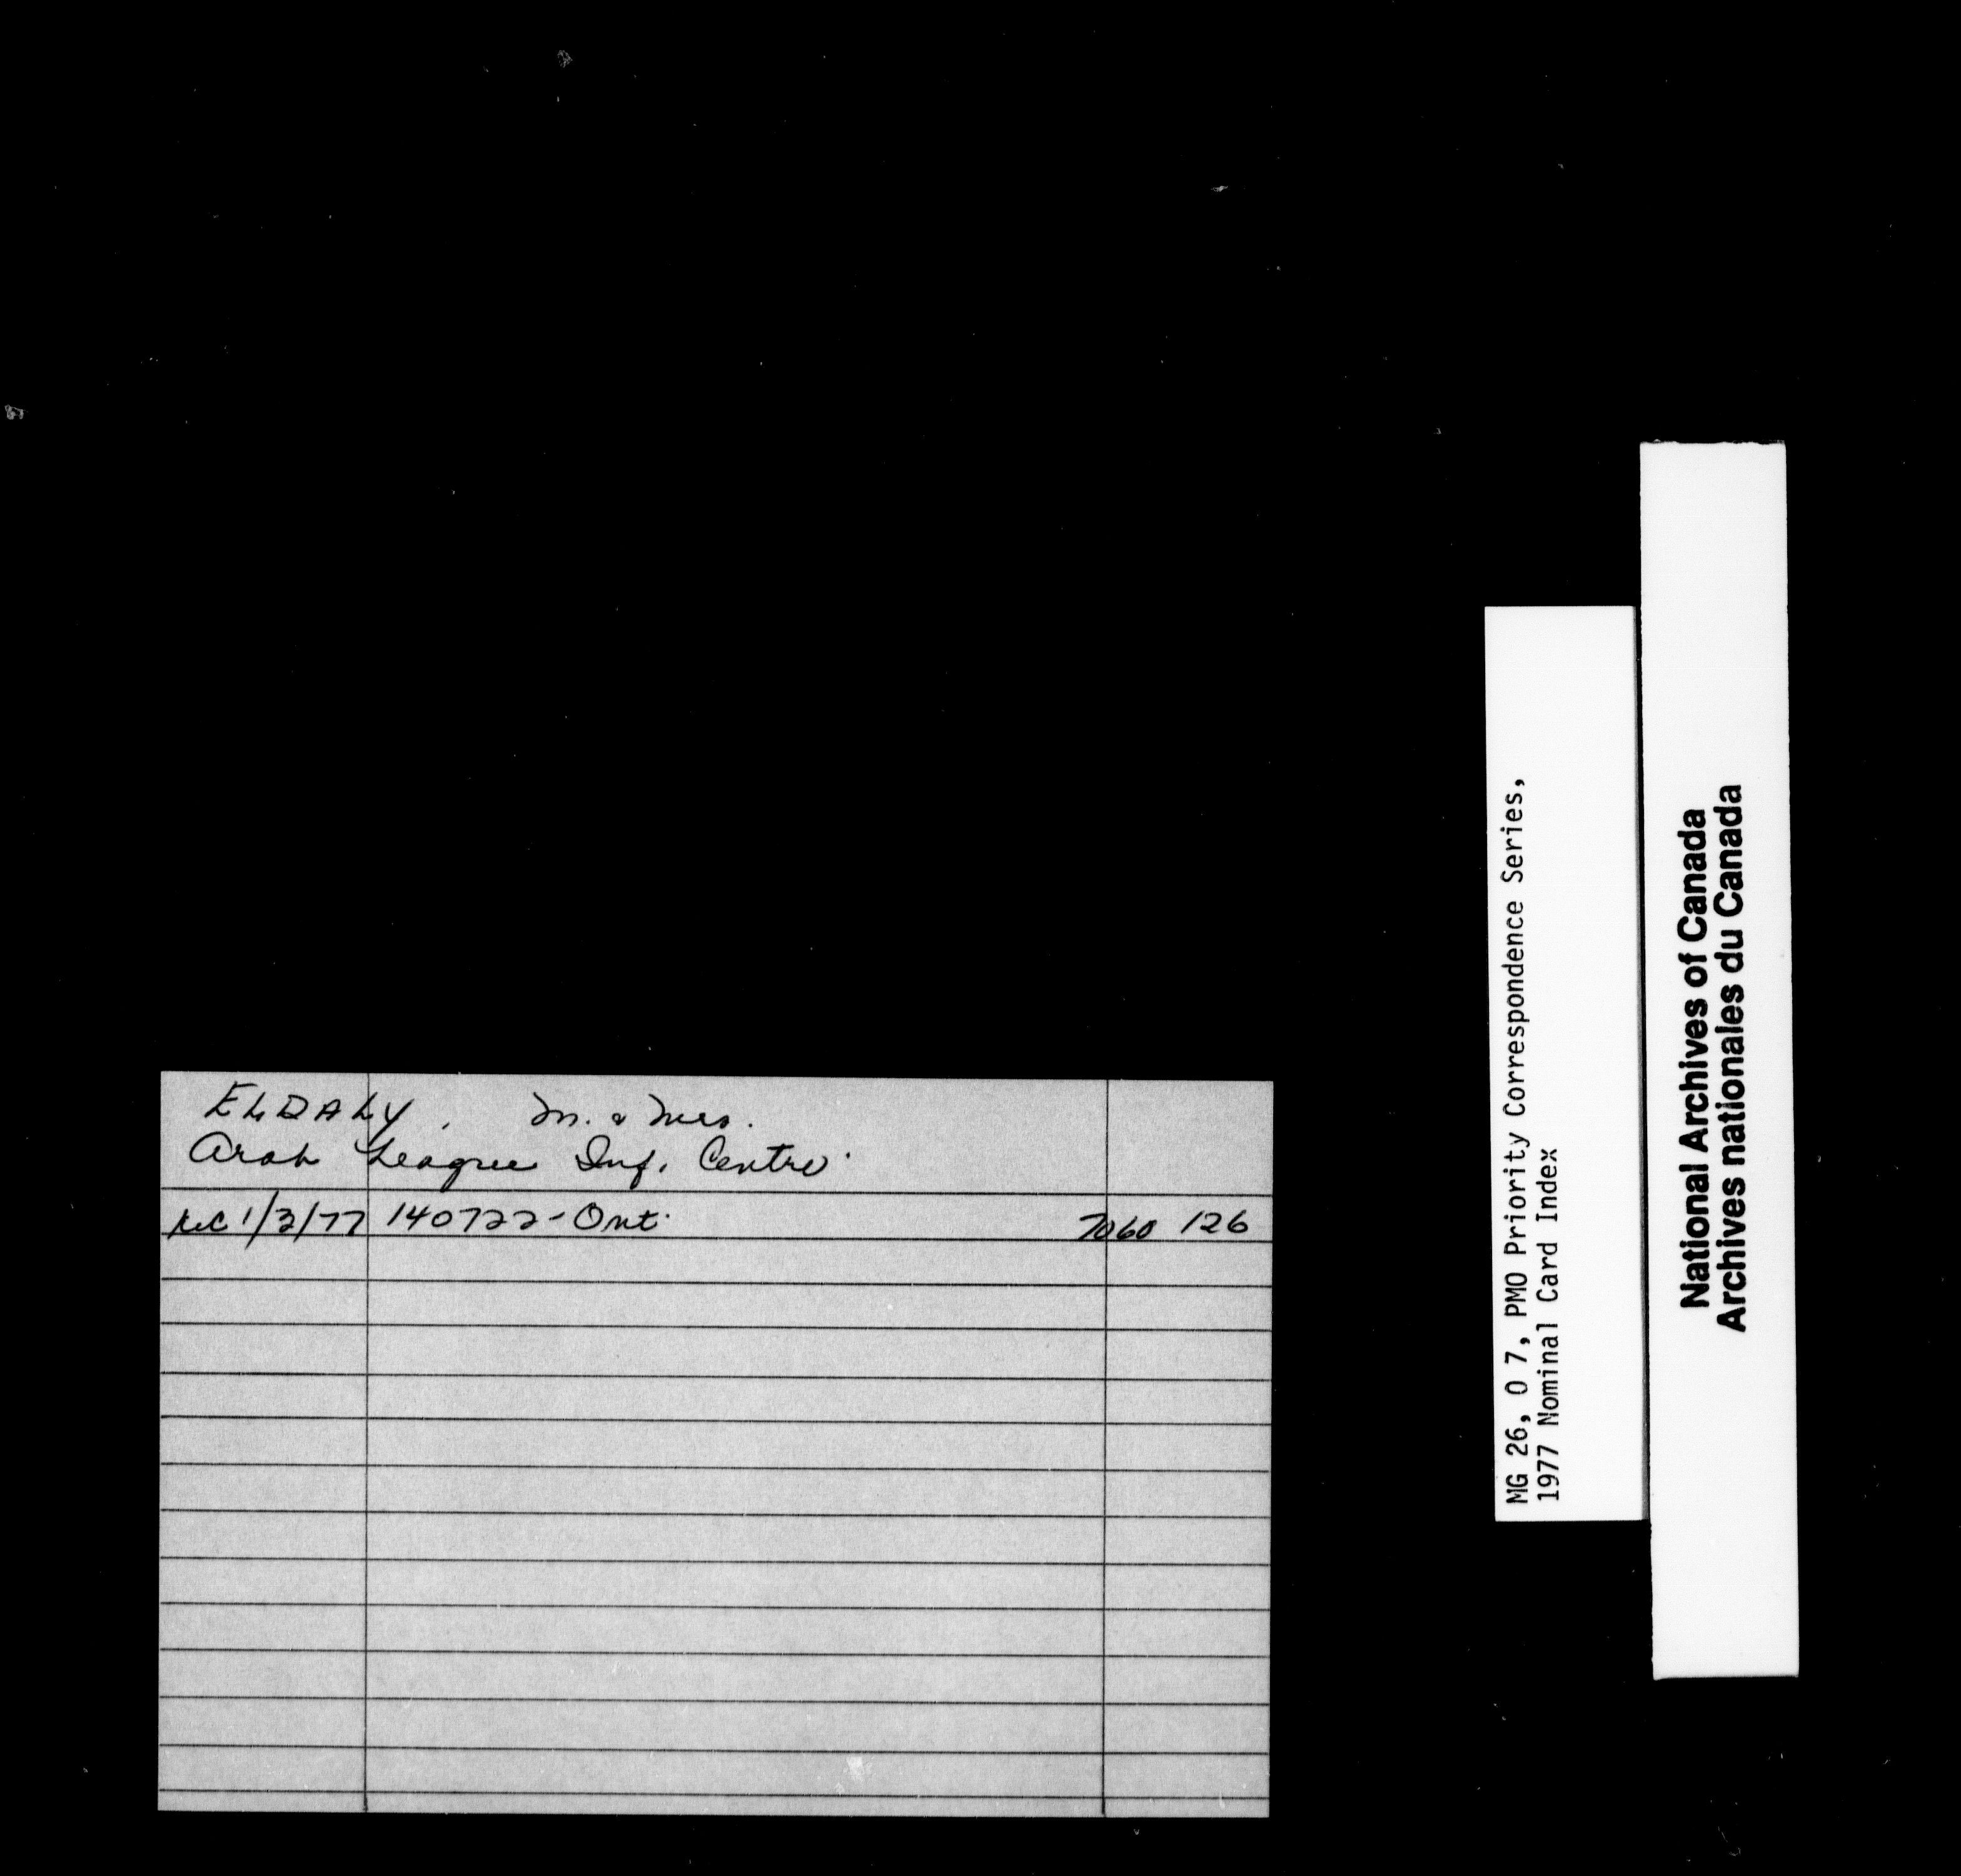 ELDALY, M. & Mrs.
Arab League Inf. Centre
rec 1/3/77 140722-Ont. 7060 126
MG 26, O 7, PMO Priority Correspondence Series,
1977 Nominal Card Index
National Archives of Canada
Archives nationales du Canada